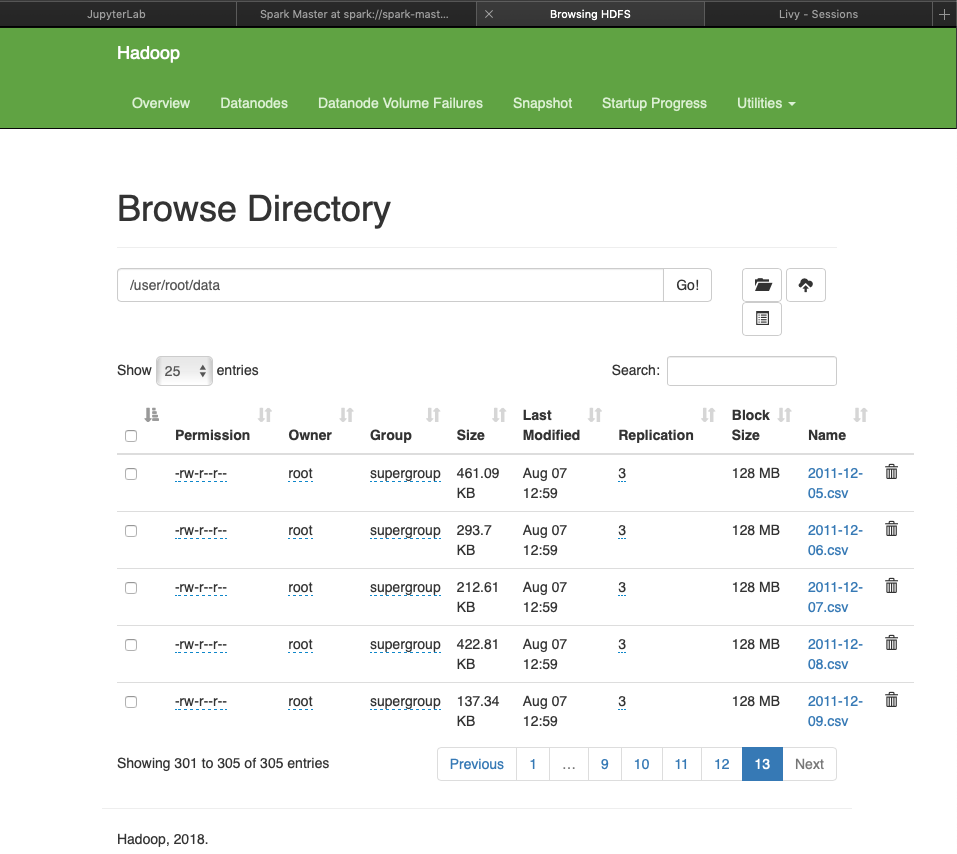 JupyterLab Spark Master at spark://spark-mast... Browsing HDFS Livy - Sessions
Hadoop
Overview Datanodes Datanode Volume Failures Snapshot Startup Progress Utilities
Browse Directory
/user/root/data Go!
Show 25 entries Search:
Permission Owner Group Size Last Modified Replication Block Size Name
-rw-r--r-- root supergroup 461.09 KB Aug 07 12:59 3 128 MB 2011-12-05.csv
-rw-r--r-- root supergroup 293.7 KB Aug 07 12:59 3 128 MB 2011-12-06.csv
-rw-r--r-- root supergroup 212.61 KB Aug 07 12:59 3 128 MB 2011-12-07.csv
-rw-r--r-- root supergroup 422.81 KB Aug 07 12:59 3 128 MB 2011-12-08.csv
-rw-r--r-- root supergroup 137.34 KB Aug 07 12:59 3 128 MB 2011-12-09.csv
Showing 301 to 305 of 305 entries Previous 1 … 9 10 11 12 13 Next
Hadoop, 2018.